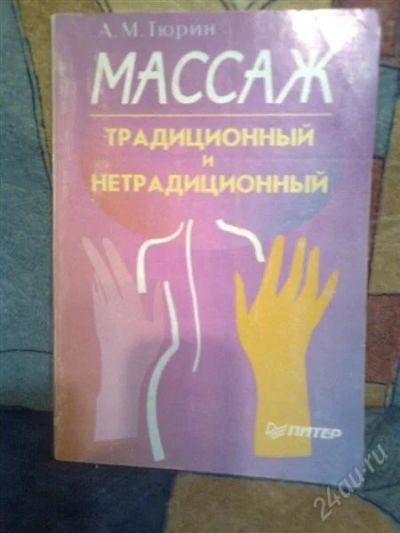 А. М. Тюрин
МАССАЖ
ТРАДИЦИОННЫЙ
И
НЕТРАДИЦИОННЫЙ
ПИТЕР
24au.ru